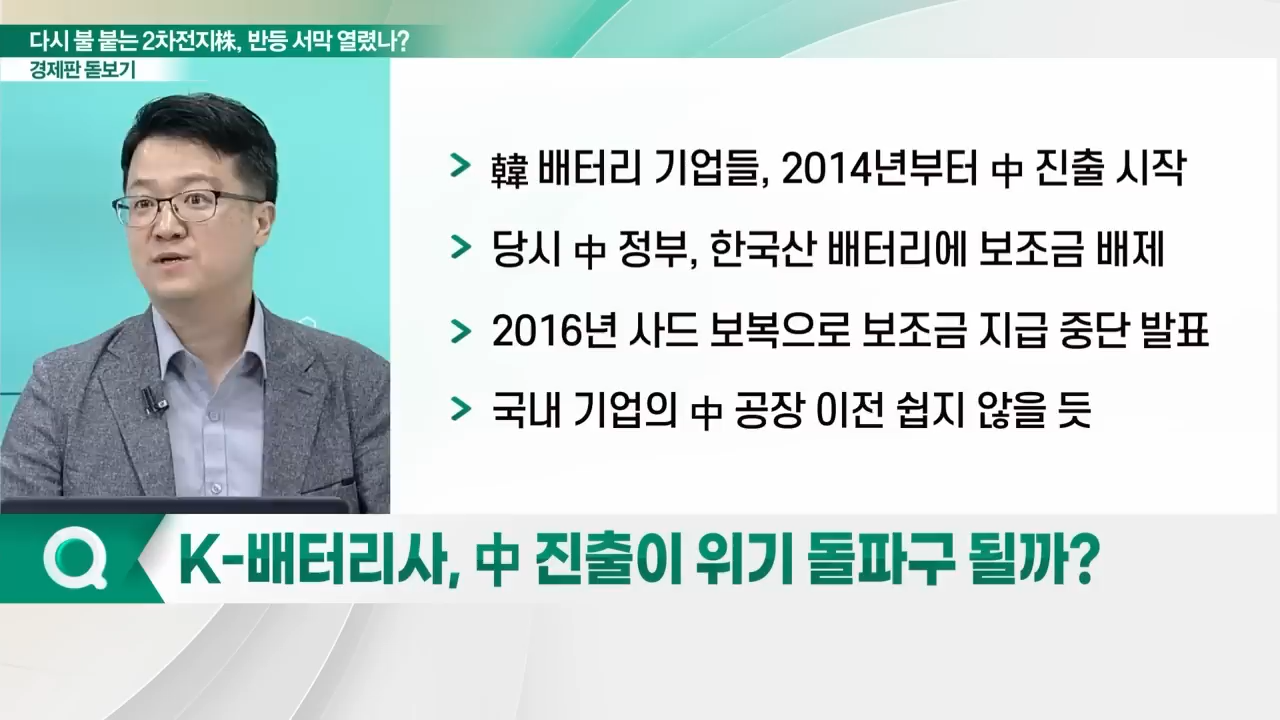 다시 불 붙는 2차전지株, 반등 서막 열렸나?
경제판 돋보기
> 韓 배터리 기업들, 2014년부터 中 진출 시작
> 당시 中 정부, 한국산 배터리에 보조금 배제
> 2016년 사드 보복으로 보조금 지급 중단 발표
> 국내 기업의 中 공장 이전 쉽지 않을 듯
Q K-배터리사, 中 진출이 위기 돌파구 될까?